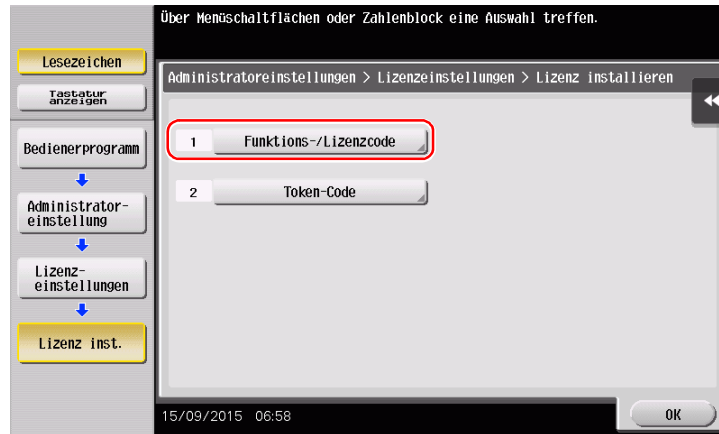 Über Menüschaltflächen oder Zahlenblock eine Auswahl treffen.
Lesezeichen
Tastatur
anzeigen
Administratoreinstellungen > Lizenzeinstellungen > Lizenz installieren
1 Funktions-/Lizenzcode
2 Token-Code
Bedienerprogramm
Administrator-
einstellung
Lizenz-
einstellungen
Lizenz inst.
15/09/2015 06:58
OK